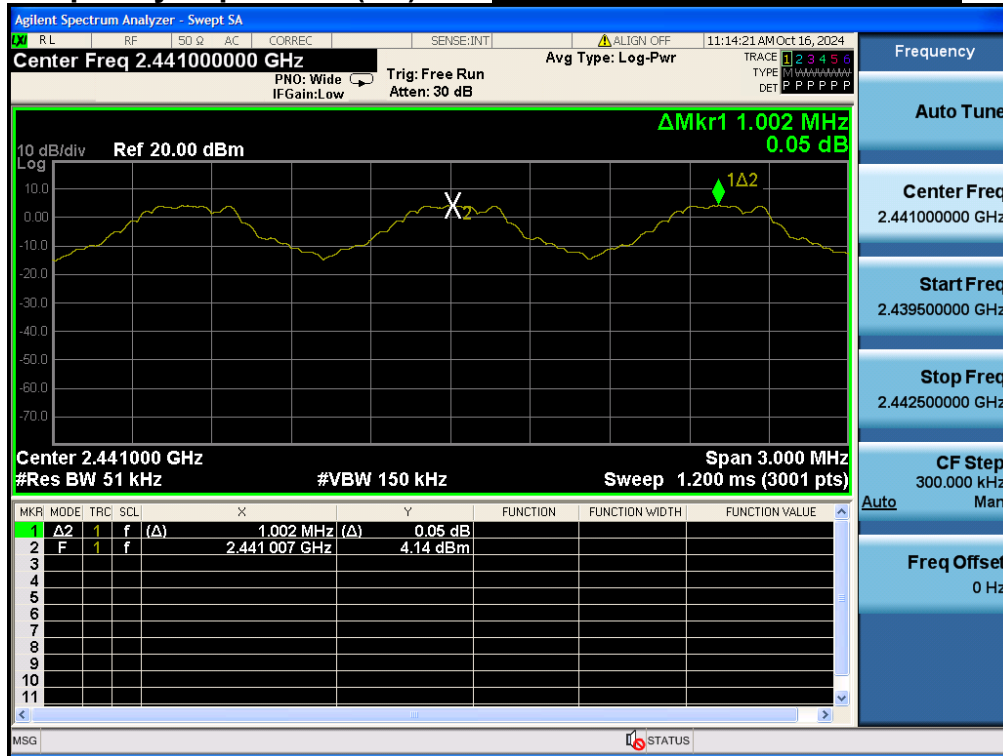 Agilent Spectrum Analyzer - Swept SA
LXI RL RF 50 Ω AC CORREC SENSE:INT ALIGN OFF 11:14:21 AM Oct 16, 2024
Center Freq 2.441000000 GHz
PNO: Wide
IFGain:Low
Trig: Free Run
Atten: 30 dB
Avg Type: Log-Pwr
TRACE 1 2 3 4 5 6
TYPE M
DET P P P P P P
ΔMkr1 1.002 MHz
0.05 dB
10 dB/div Ref 20.00 dBm
Log
10.0
0.00
-10.0
-20.0
-30.0
-40.0
-50.0
-60.0
-70.0
1Δ2
2
Center 2.441000 GHz Span 3.000 MHz
#Res BW 51 kHz #VBW 150 kHz Sweep 1.200 ms (3001 pts)
MKR MODE TRC SCL X Y FUNCTION FUNCTION WIDTH FUNCTION VALUE
1 Δ2 1 f (Δ) 1.002 MHz (Δ) 0.05 dB
2 F 1 f 2.441 007 GHz 4.14 dBm
3
4
5
6
7
8
9
10
11
MSG STATUS
Frequency
Auto Tune
Center Freq
2.441000000 GHz
Start Freq
2.439500000 GHz
Stop Freq
2.442500000 GHz
CF Step
300.000 kHz
Auto Man
Freq Offset
0 Hz